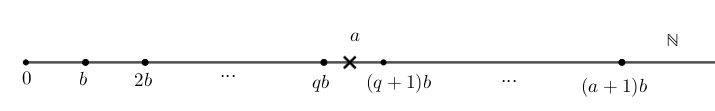 a
ℕ
0 b 2b ... qb (q + 1)b ... (a + 1)b